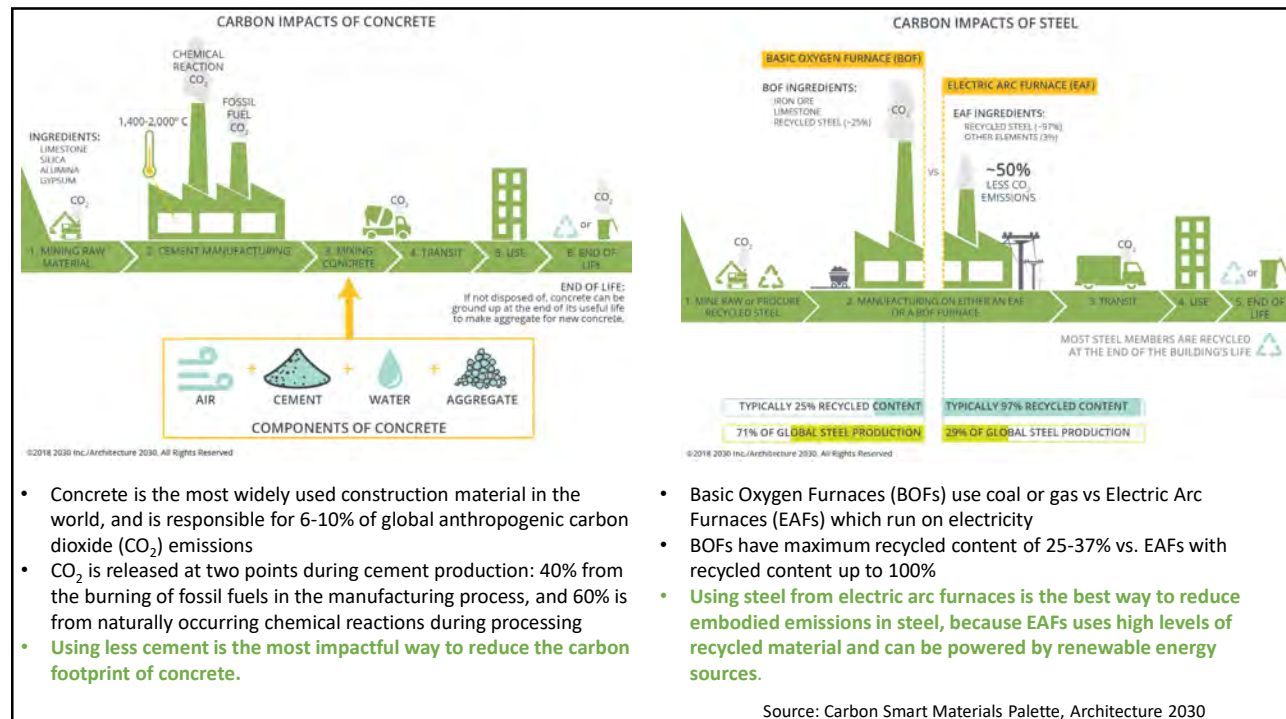 CARBON IMPACTS OF CONCRETE
CHEMICAL
REACTION
CO₂
FOSSIL
FUEL
CO₂
1,400-2,000° C
INGREDIENTS:
LIMESTONE
SILICA
ALUMINA
GYPSUM
CO₂
CO₂
CO₂
or
1. MINING RAW
MATERIAL
2. CEMENT MANUFACTURING
3. MIXING
CONCRETE
4. TRANSIT
5. USE
6. END OF
LIFE
END OF LIFE:
If not disposed of, concrete can be
ground up at the end of its useful life
to make aggregate for new concrete.
+ + +
AIR CEMENT WATER AGGREGATE
COMPONENTS OF CONCRETE
©2018 2030 Inc./Architecture 2030. All Rights Reserved
• Concrete is the most widely used construction material in the
world, and is responsible for 6-10% of global anthropogenic carbon
dioxide (CO₂) emissions
• CO₂ is released at two points during cement production: 40% from
the burning of fossil fuels in the manufacturing process, and 60% is
from naturally occurring chemical reactions during processing
• Using less cement is the most impactful way to reduce the carbon
footprint of concrete.
CARBON IMPACTS OF STEEL
BASIC OXYGEN FURNACE (BOF)
BOF INGREDIENTS:
IRON ORE
LIMESTONE
RECYCLED STEEL (~25%)
CO₂
VS
ELECTRIC ARC FURNACE (EAF)
EAF INGREDIENTS:
RECYCLED STEEL (~97%)
OTHER ELEMENTS (3%)
~50%
LESS CO₂
EMISSIONS
CO₂
CO₂
or
1. MINE RAW or PROCURE
RECYCLED STEEL
2. MANUFACTURING ON EITHER AN EAF
OR A BOF FURNACE
3. TRANSIT
4. USE
5. END OF
LIFE
MOST STEEL MEMBERS ARE RECYCLED
AT THE END OF THE BUILDING'S LIFE
TYPICALLY 25% RECYCLED CONTENT
TYPICALLY 97% RECYCLED CONTENT
71% OF GLOBAL STEEL PRODUCTION
29% OF GLOBAL STEEL PRODUCTION
©2018 2030 Inc./Architecture 2030. All Rights Reserved
• Basic Oxygen Furnaces (BOFs) use coal or gas vs Electric Arc
Furnaces (EAFs) which run on electricity
• BOFs have maximum recycled content of 25-37% vs. EAFs with
recycled content up to 100%
• Using steel from electric arc furnaces is the best way to reduce
embodied emissions in steel, because EAFs uses high levels of
recycled material and can be powered by renewable energy
sources.
Source: Carbon Smart Materials Palette, Architecture 2030